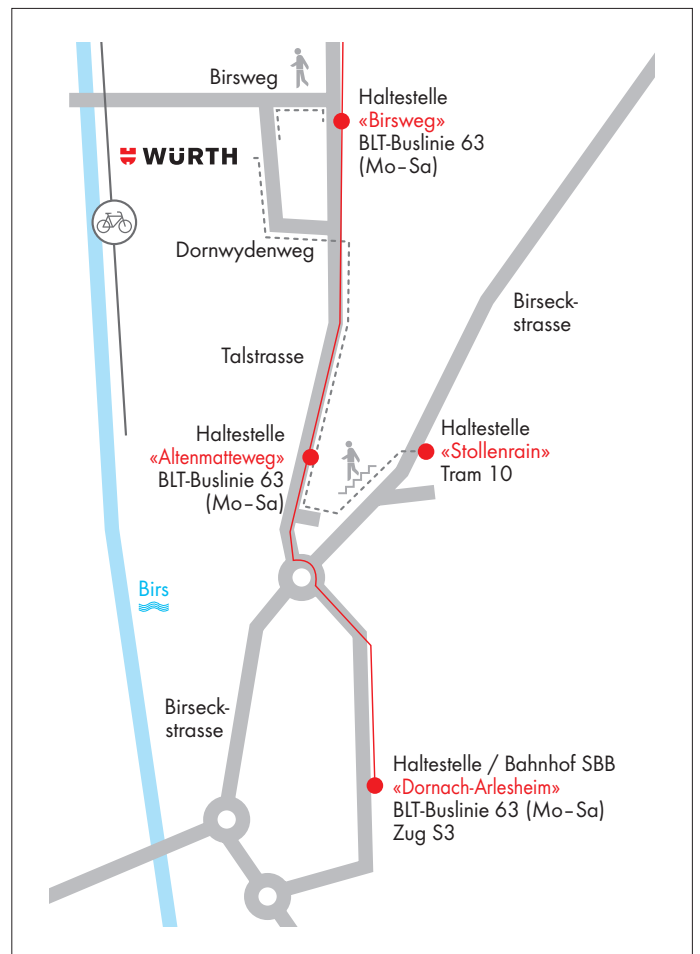 Birsweg
Haltestelle
«Birsweg»
BLT-Buslinie 63
(Mo–Sa)
WÜRTH
Dornwydenweg
Birseck-
strasse
Talstrasse
Haltestelle
«Altenmatteweg»
BLT-Buslinie 63
(Mo–Sa)
Haltestelle
«Stollenrain»
Tram 10
Birs
Birseck-
strasse
Haltestelle / Bahnhof SBB
«Dornach-Arlesheim»
BLT-Buslinie 63 (Mo–Sa)
Zug S3